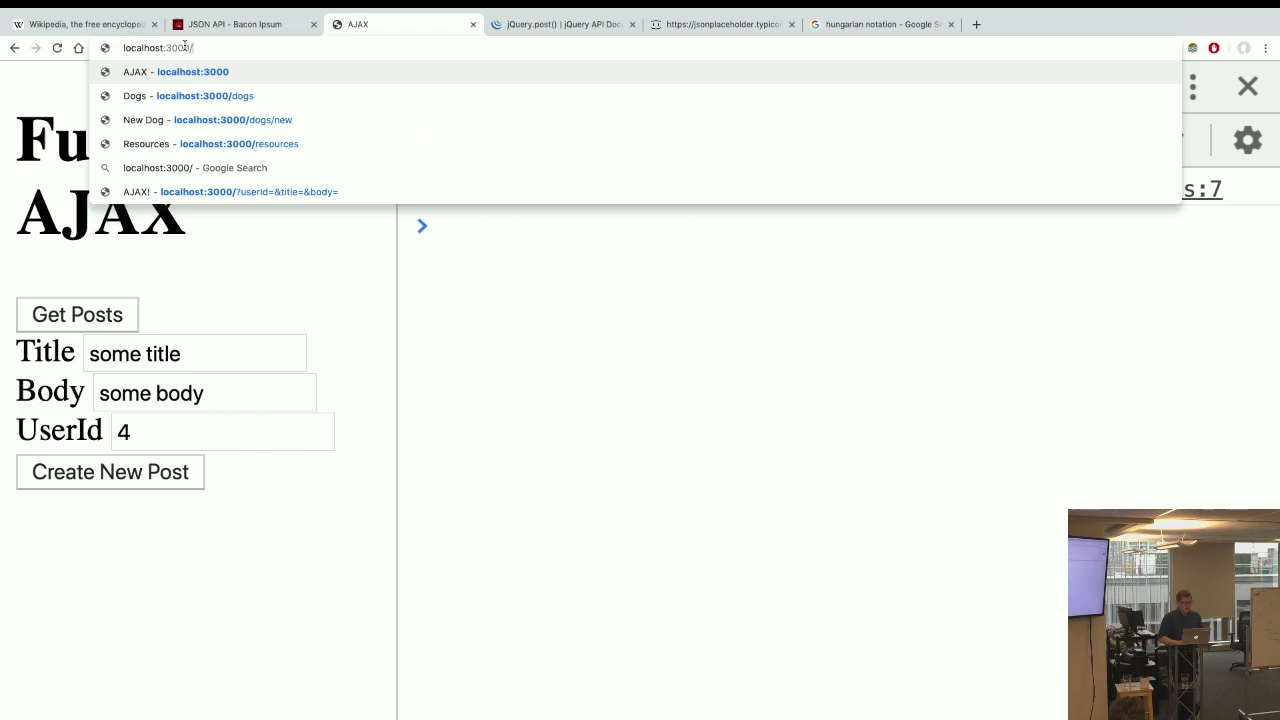 Wikipedia, the free encycloped
JSON API - Bacon Ipsum
AJAX
jQuery.post() | jQuery API Doc
https://jsonplaceholder.typico
hungarian notation - Google Se
localhost:3000/
AJAX - localhost:3000
Dogs - localhost:3000/dogs
New Dog - localhost:3000/dogs/new
Resources - localhost:3000/resources
localhost:3000/ - Google Search
AJAX! - localhost:3000/?userId=&title=&body=
Fu
AJAX
s:7
Get Posts
Title some title
Body some body
UserId 4
Create New Post